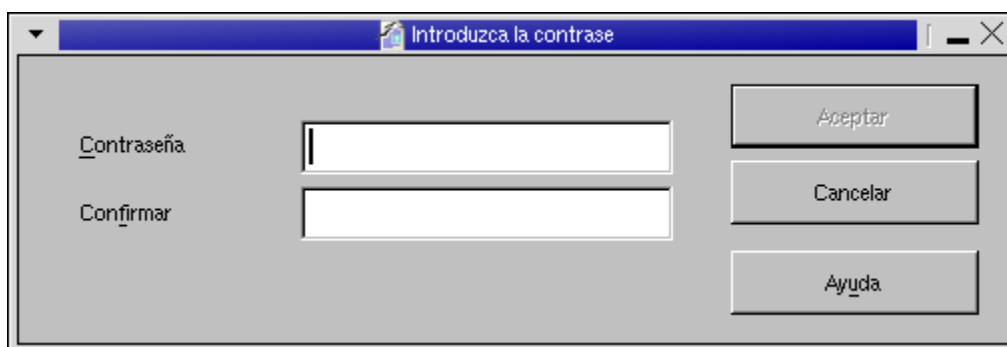 Introduzca la contrase
Contraseña
Confirmar
Aceptar
Cancelar
Ayuda